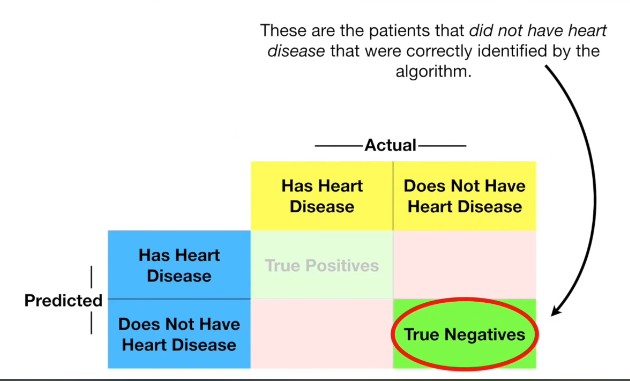 These are the patients that did not have heart
disease that were correctly identified by the
algorithm.
Actual
Has Heart
Disease
Does Not Have
Heart Disease
Predicted
Has Heart
Disease
True Positives
Does Not Have
Heart Disease
True Negatives